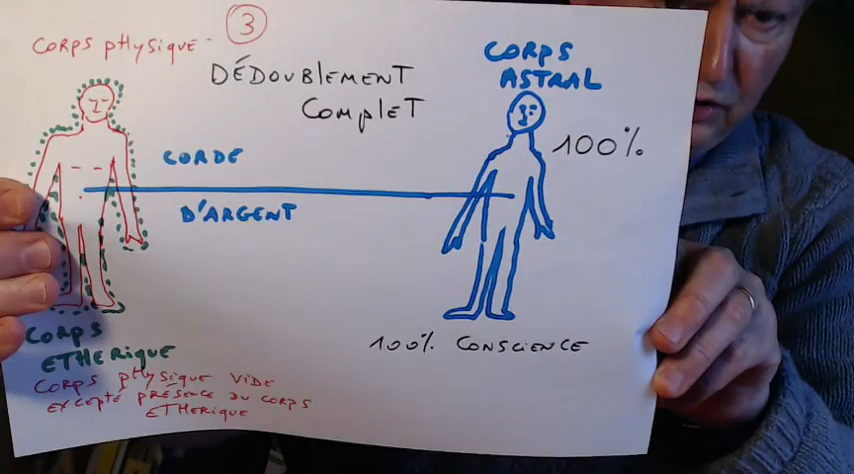 3
CORPS PHYSIQUE
DÉDOUBLEMENT
COMPLET
CORPS
ASTRAL
100%
CORDE
D'ARGENT
100% CONSCIENCE
CORPS
ETHERIQUE
CORPS PHYSIQUE VIDE
EXCEPTÉ PRÉSENCE DU CORPS
ETHERIQUE